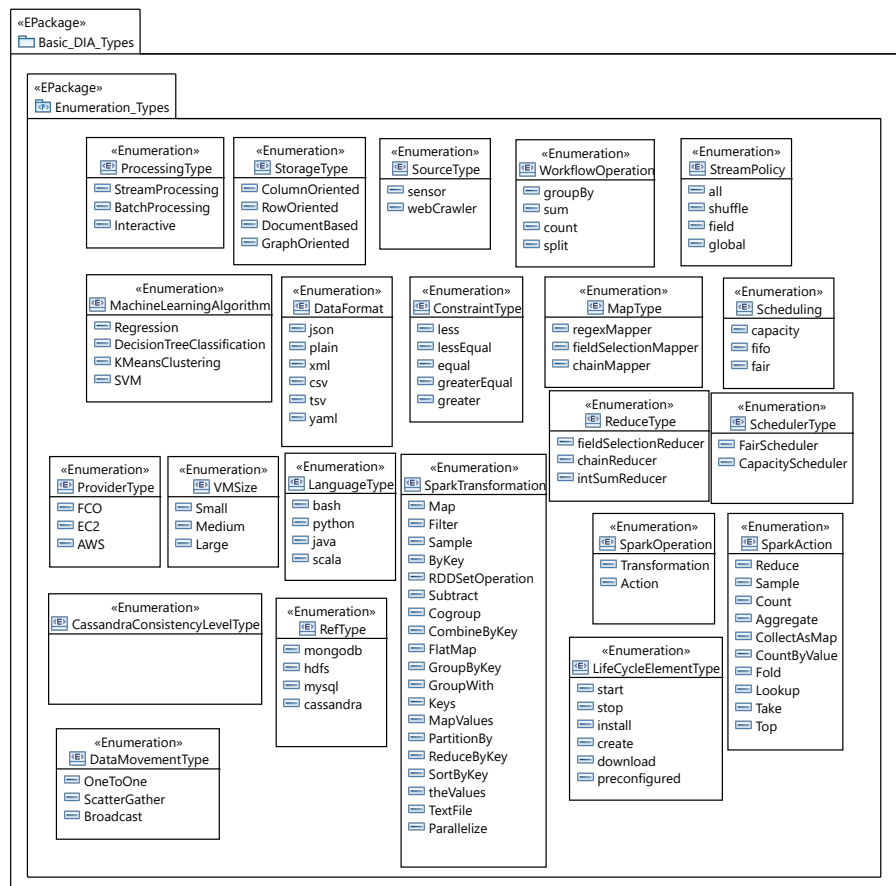 «EPackage»
Basic_DIA_Types
«EPackage»
Enumeration_Types
«Enumeration»
ProcessingType
StreamProcessing
BatchProcessing
Interactive
«Enumeration»
StorageType
ColumnOriented
RowOriented
DocumentBased
GraphOriented
«Enumeration»
SourceType
sensor
webCrawler
«Enumeration»
WorkflowOperation
groupBy
sum
count
split
«Enumeration»
StreamPolicy
all
shuffle
field
global
«Enumeration»
MachineLearningAlgorithm
Regression
DecisionTreeClassification
KMeansClustering
SVM
«Enumeration»
DataFormat
json
plain
xml
csv
tsv
yaml
«Enumeration»
ConstraintType
less
lessEqual
equal
greaterEqual
greater
«Enumeration»
MapType
regexMapper
fieldSelectionMapper
chainMapper
«Enumeration»
Scheduling
capacity
fifo
fair
«Enumeration»
ReduceType
fieldSelectionReducer
chainReducer
intSumReducer
«Enumeration»
SchedulerType
FairScheduler
CapacityScheduler
«Enumeration»
ProviderType
FCO
EC2
AWS
«Enumeration»
VMSize
Small
Medium
Large
«Enumeration»
LanguageType
bash
python
java
scala
«Enumeration»
SparkTransformation
Map
Filter
Sample
ByKey
RDDSetOperation
Subtract
Cogroup
CombineByKey
FlatMap
GroupByKey
GroupWith
Keys
MapValues
PartitionBy
ReduceByKey
SortByKey
theValues
TextFile
Parallelize
«Enumeration»
SparkOperation
Transformation
Action
«Enumeration»
SparkAction
Reduce
Sample
Count
Aggregate
CollectAsMap
CountByValue
Fold
Lookup
Take
Top
«Enumeration»
CassandraConsistencyLevelType
«Enumeration»
RefType
mongodb
hdfs
mysql
cassandra
«Enumeration»
LifeCycleElementType
start
stop
install
create
download
preconfigured
«Enumeration»
DataMovementType
OneToOne
ScatterGather
Broadcast